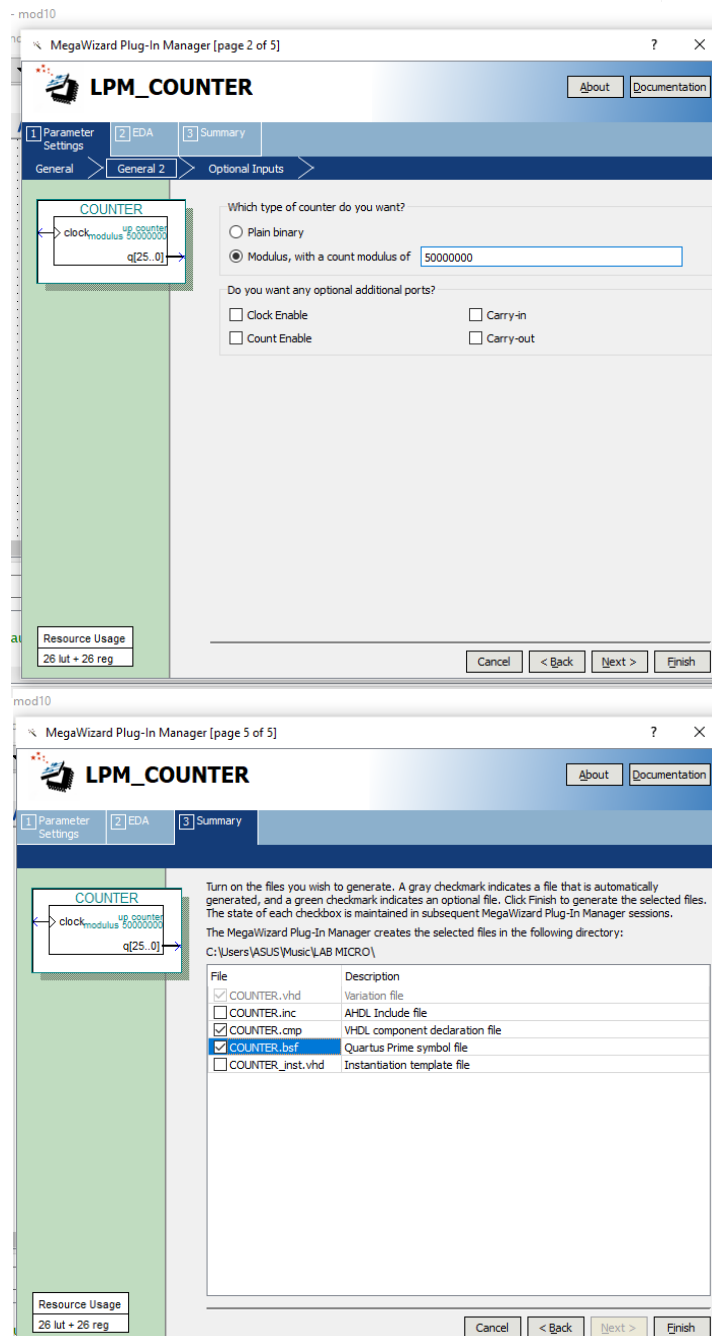 - mod10
MegaWizard Plug-In Manager [page 2 of 5]
? ×
LPM_COUNTER
About Documentation
1 Parameter Settings 2 EDA 3 Summary
General General 2 Optional Inputs
COUNTER
clock up counter
modulus 50000000
q[25..0]
Which type of counter do you want?
Plain binary
Modulus, with a count modulus of 50000000
Do you want any optional additional ports?
Clock Enable Carry-in
Count Enable Carry-out
Resource Usage
26 lut + 26 reg
Cancel < Back Next > Finish
mod10
MegaWizard Plug-In Manager [page 5 of 5]
? ×
LPM_COUNTER
About Documentation
1 Parameter Settings 2 EDA 3 Summary
COUNTER
clock up counter
modulus 50000000
q[25..0]
Turn on the files you wish to generate. A gray checkmark indicates a file that is automatically
generated, and a green checkmark indicates an optional file. Click Finish to generate the selected files.
The state of each checkbox is maintained in subsequent MegaWizard Plug-In Manager sessions.
The MegaWizard Plug-In Manager creates the selected files in the following directory:
C:\Users\ASUS\Music\LAB MICRO\
File Description
COUNTER.vhd Variation file
COUNTER.inc AHDL Include file
COUNTER.cmp VHDL component declaration file
COUNTER.bsf Quartus Prime symbol file
COUNTER_inst.vhd Instantiation template file
Resource Usage
26 lut + 26 reg
Cancel < Back Next > Finish